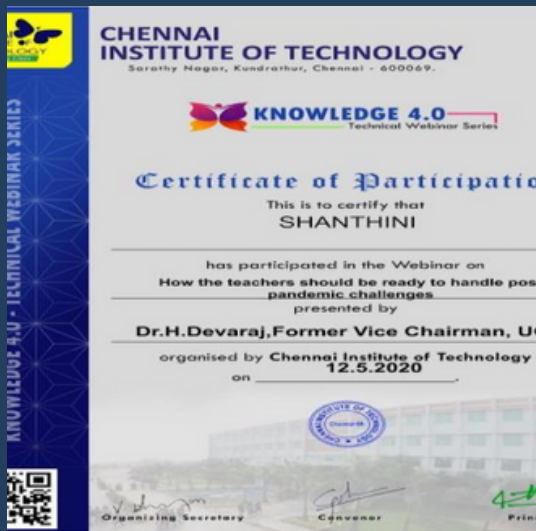 CHENNAI
INSTITUTE OF TECHNOLOGY
Sarathy Nagar, Kundrathur, Chennai - 600069.
KNOWLEDGE 4.0
Technical Webinar Series
Certificate of Participatio
This is to certify that
SHANTHINI
has participated in the Webinar on
How the teachers should be ready to handle pos
pandemic challenges
presented by
Dr.H.Devaraj,Former Vice Chairman, U
organised by Chennai Institute of Technology
on 12.5.2020.
Organizing Secretary
Convenor
Prin
KNOWLEDGE 4.0 - TECHNICAL WEBINAR SERIES